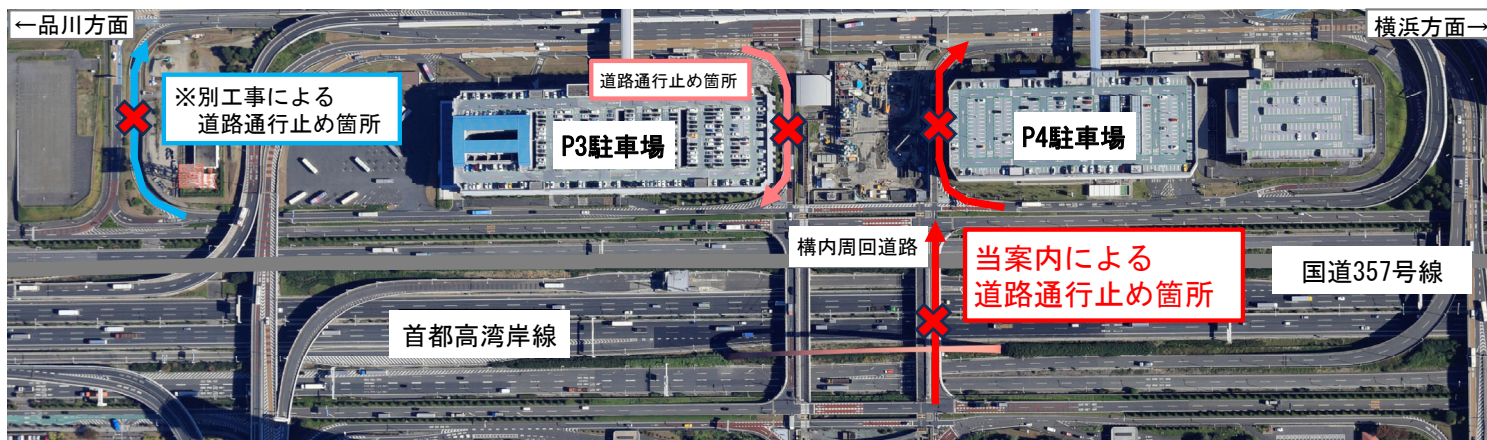 ←品川方面
横浜方面→
※別工事による
道路通行止め箇所
道路通行止め箇所
P3駐車場
P4駐車場
構内周回道路
当案内による
道路通行止め箇所
国道357号線
首都高湾岸線